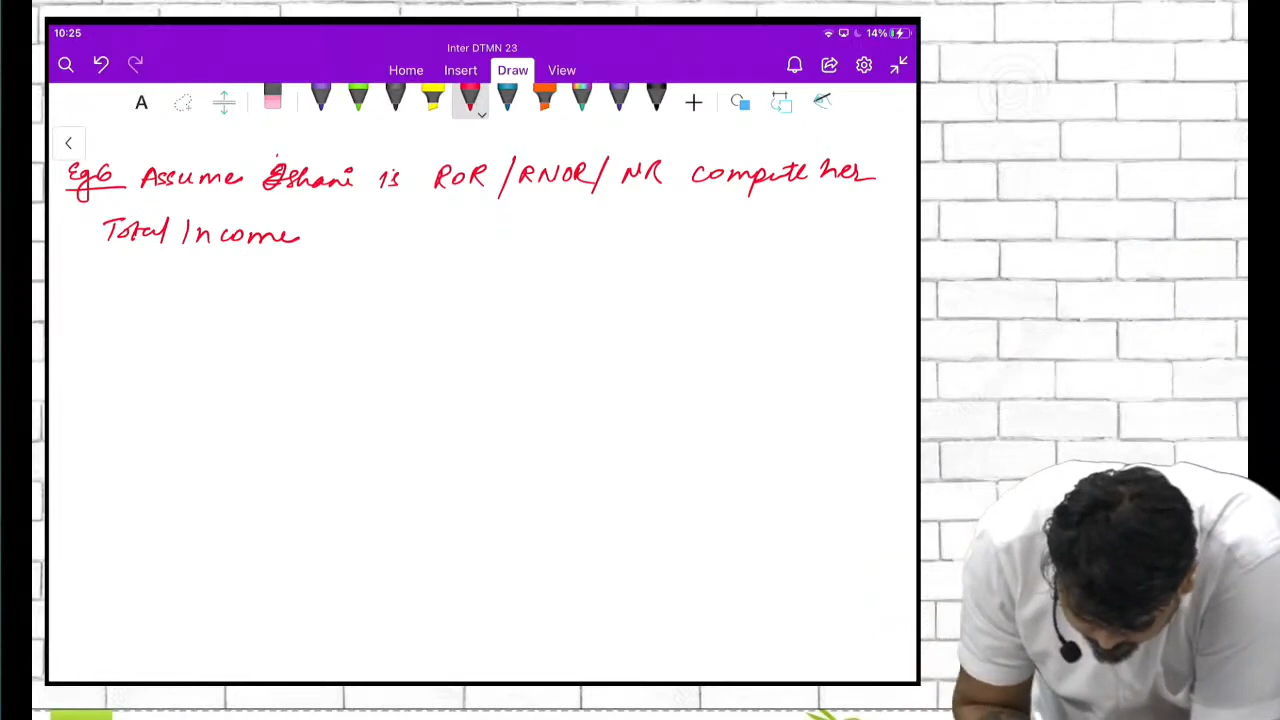 10:25
14%
Inter DTMN 23
Home Insert Draw View
A
Eg6 Assume Eshani is ROR/RNOR/NR compute her
Total Income